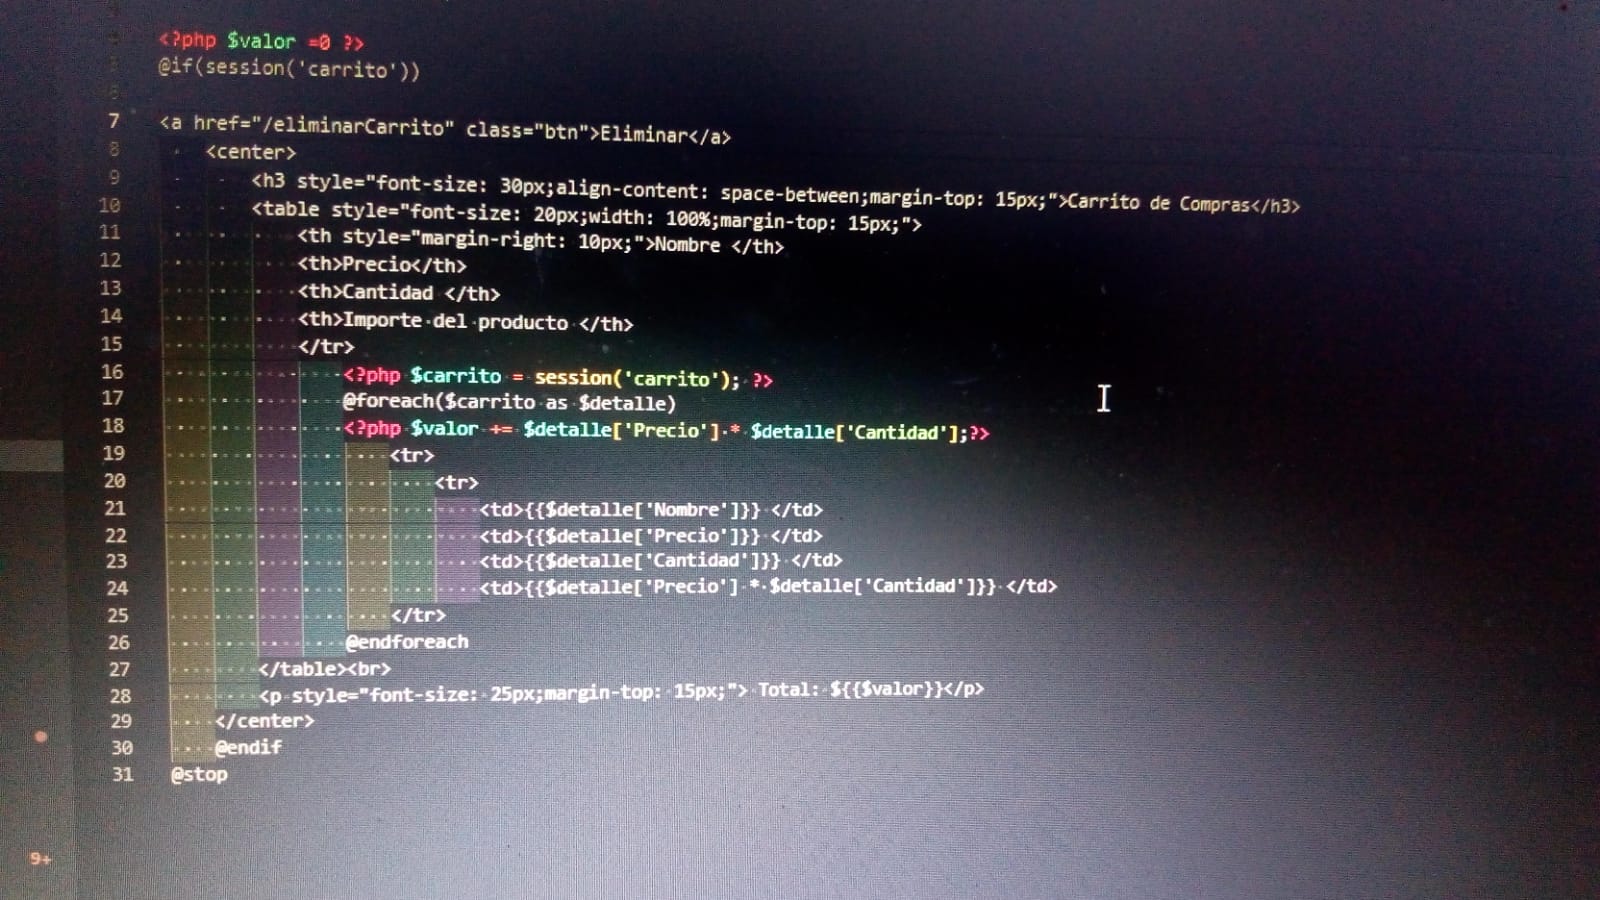 <?php $valor =0 ?>
@if(session('carrito'))
7 <a href="/eliminarCarrito" class="btn">Eliminar</a>
8 <center>
9 <h3 style="font-size: 30px;align-content: space-between;margin-top: 15px;">Carrito de Compras</h3>
10 <table style="font-size: 20px;width: 100%;margin-top: 15px;">
11 <th style="margin-right: 10px;">Nombre </th>
12 <th>Precio</th>
13 <th>Cantidad </th>
14 <th>Importe del producto </th>
15 </tr>
16 <?php $carrito = session('carrito'); ?>
17 @foreach($carrito as $detalle)
18 <?php $valor += $detalle['Precio'] * $detalle['Cantidad'];?>
19 <tr>
20 <tr>
21 <td>{{$detalle['Nombre']}} </td>
22 <td>{{$detalle['Precio']}} </td>
23 <td>{{$detalle['Cantidad']}} </td>
24 <td>{{$detalle['Precio'] * $detalle['Cantidad']}} </td>
25 </tr>
26 @endforeach
27 </table><br>
28 <p style="font-size: 25px;margin-top: 15px;"> Total: ${{$valor}}</p>
29 </center>
30 @endif
31 @stop
9+